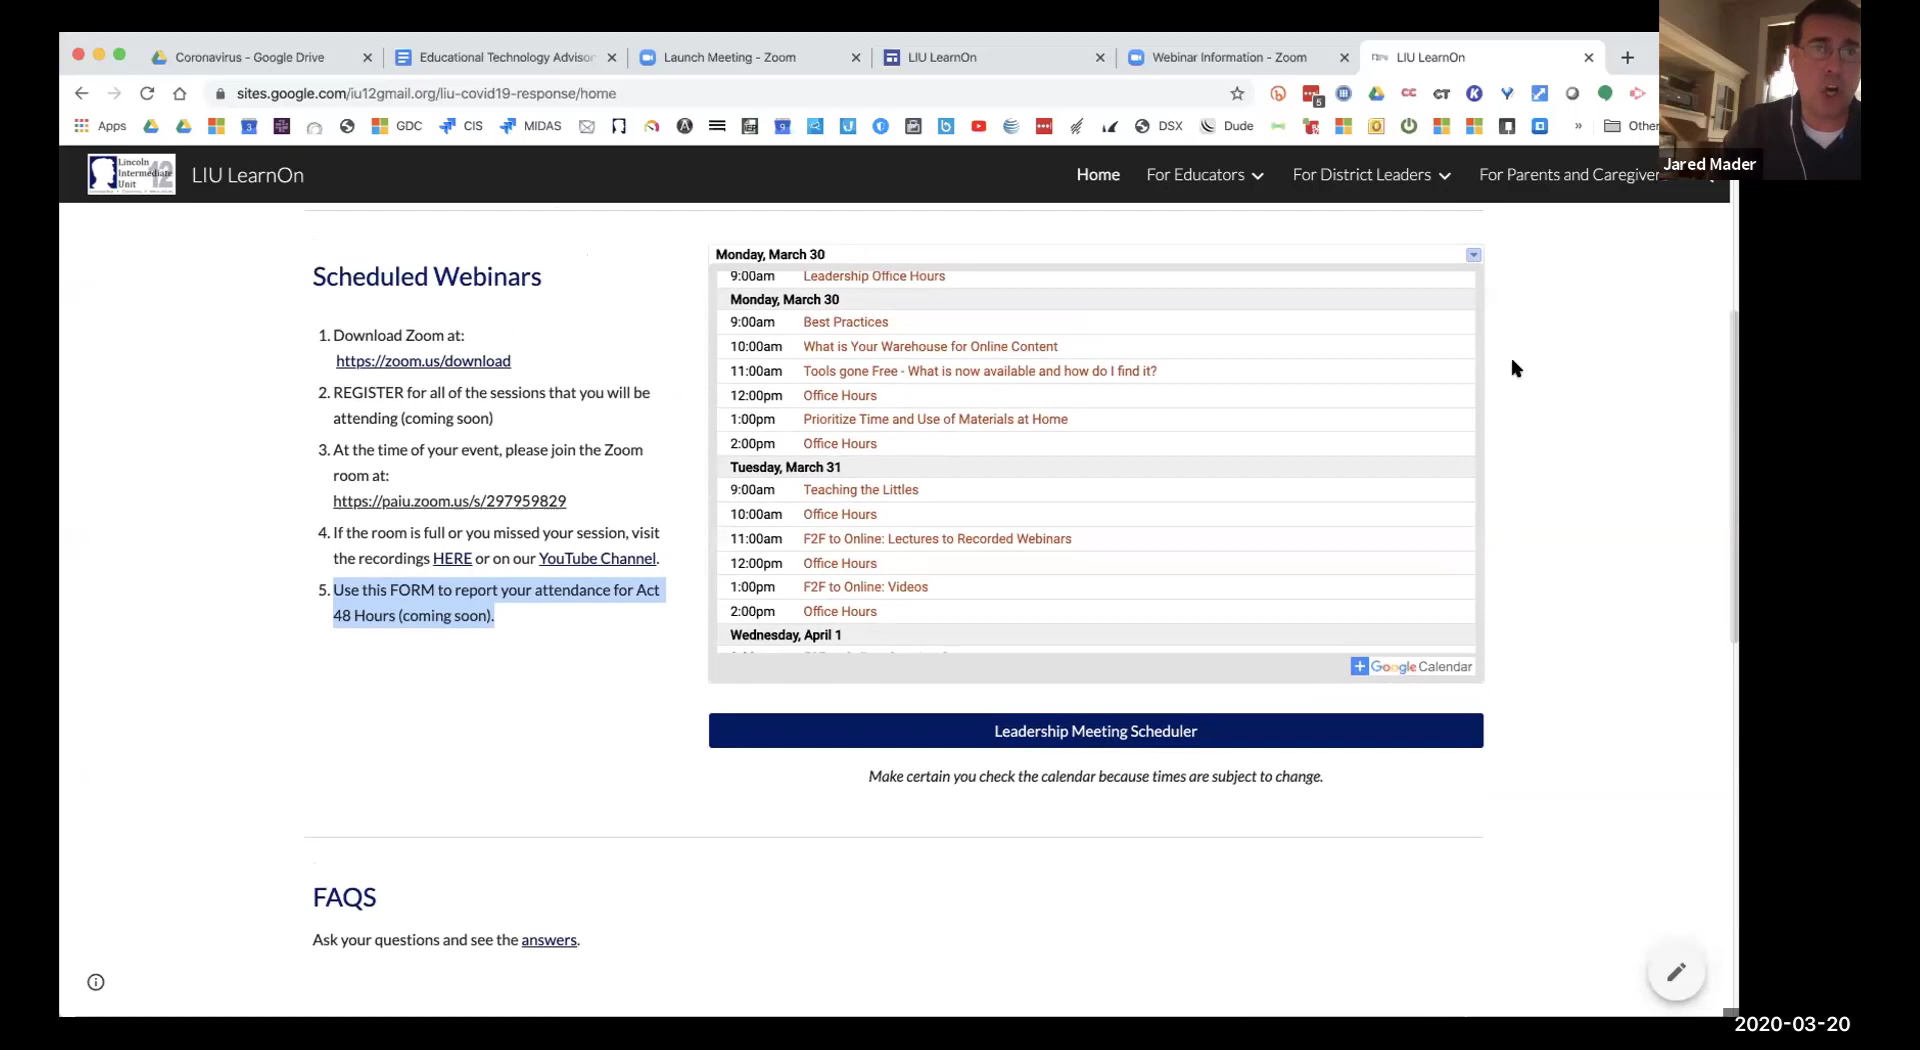 Coronavirus - Google Drive
Educational Technology Advisor
Launch Meeting - Zoom
LIU LearnOn
Webinar Information - Zoom
LIU LearnOn
sites.google.com/iu12gmail.org/liu-covid19-response/home
Apps GDC CIS MIDAS DSX Dude » Other
Jared Mader
Lincoln
Intermediate
Unit 12
LIU LearnOn
Home For Educators For District Leaders For Parents and Caregivers
Scheduled Webinars
1. Download Zoom at:
https://zoom.us/download
2. REGISTER for all of the sessions that you will be
attending (coming soon)
3. At the time of your event, please join the Zoom
room at:
https://paiu.zoom.us/s/297959829
4. If the room is full or you missed your session, visit
the recordings HERE or on our YouTube Channel.
5. Use this FORM to report your attendance for Act
48 Hours (coming soon).
Monday, March 30
9:00am Leadership Office Hours
Monday, March 30
9:00am Best Practices
10:00am What is Your Warehouse for Online Content
11:00am Tools gone Free - What is now available and how do I find it?
12:00pm Office Hours
1:00pm Prioritize Time and Use of Materials at Home
2:00pm Office Hours
Tuesday, March 31
9:00am Teaching the Littles
10:00am Office Hours
11:00am F2F to Online: Lectures to Recorded Webinars
12:00pm Office Hours
1:00pm F2F to Online: Videos
2:00pm Office Hours
Wednesday, April 1
Google Calendar
Leadership Meeting Scheduler
Make certain you check the calendar because times are subject to change.
FAQS
Ask your questions and see the answers.
2020-03-20